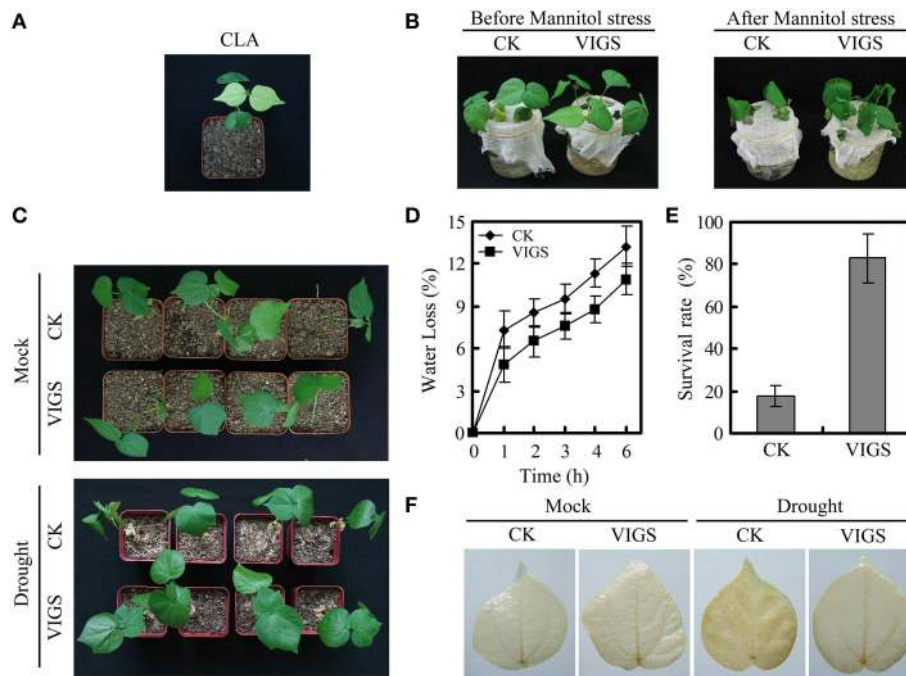 A
CLA
B
Before Mannitol stress
CK VIGS
After Mannitol stress
CK VIGS
C
Mock
CK
VIGS
Drought
CK
VIGS
D
Water Loss (%)
15
12
9
6
3
0
CK
VIGS
0 1 2 3 4 6
Time (h)
E
Survival rate (%)
100
80
60
40
20
0
CK VIGS
F
Mock Drought
CK VIGS CK VIGS